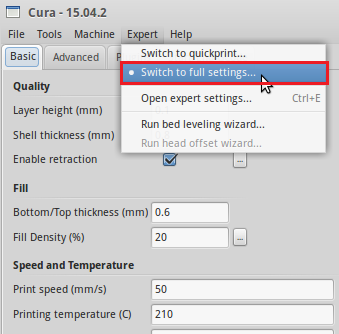 Cura - 15.04.2
File Tools Machine Expert Help
Basic Advanced P
Switch to quickprint...
Switch to full settings...
Open expert settings... Ctrl+E
Run bed leveling wizard...
Run head offset wizard...
Quality
Layer height (mm)
Shell thickness (mm)
Enable retraction ...
Fill
Bottom/Top thickness (mm) 0.6
Fill Density (%) 20 ...
Speed and Temperature
Print speed (mm/s) 50
Printing temperature (C) 210